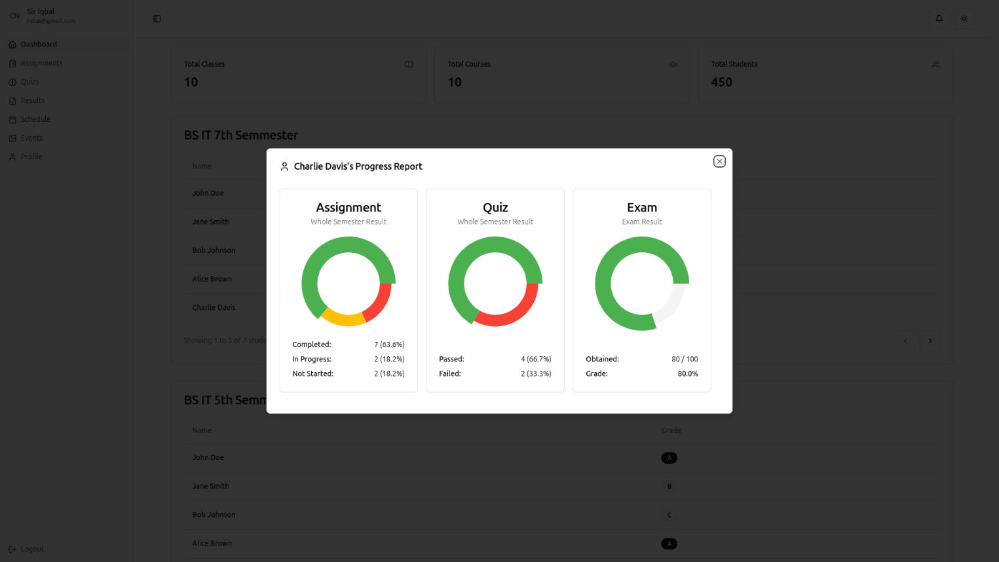 CN
Sir Iqbal
Iqbal@gmail.com
Dashboard
Assignments
Quizs
Results
Schedule
Events
Profile
Logout
Total Classes
10
Total Courses
10
Total Students
450
BS IT 7th Semmester
Name
John Doe
Jane Smith
Bob Johnson
Alice Brown
Charlie Davis
Showing 1 to 5 of 7 stude
Charlie Davis's Progress Report
Assignment
Whole Semester Result
Completed: 7 (63.6%)
In Progress: 2 (18.2%)
Not Started: 2 (18.2%)
Quiz
Whole Semester Result
Passed: 4 (66.7%)
Failed: 2 (33.3%)
Exam
Exam Result
Obtained: 80 / 100
Grade: 80.0%
BS IT 5th Semm
Name Grade
John Doe A
Jane Smith B
Bob Johnson C
Alice Brown A